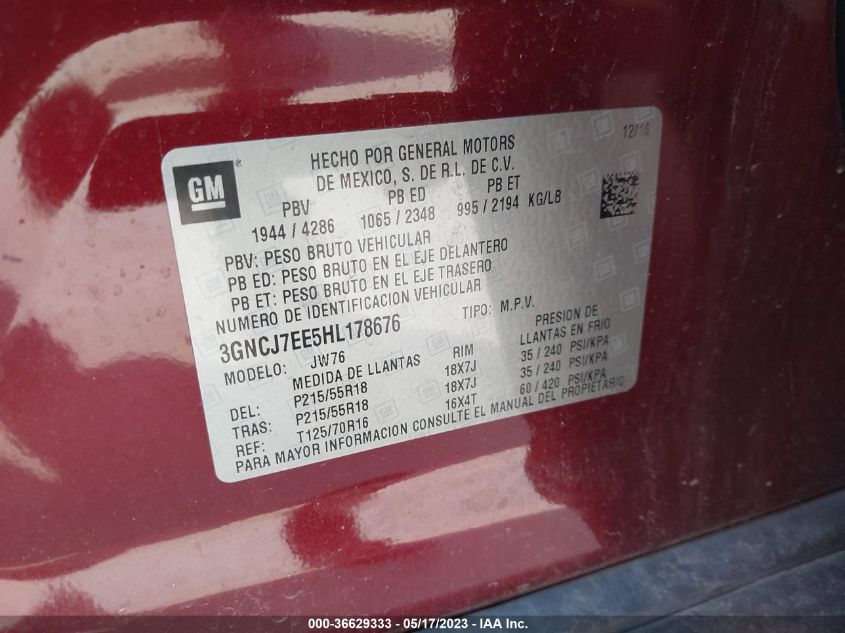 GM
HECHO POR GENERAL MOTORS
DE MEXICO, S. DE R.L. DE C.V.
12/16
PBV PB ED PB ET
1944 / 4286 1065 / 2348 995 / 2194 KG/LB
PBV: PESO BRUTO VEHICULAR
PB ED: PESO BRUTO EN EL EJE DELANTERO
PB ET: PESO BRUTO EN EL EJE TRASERO
NUMERO DE IDENTIFICACION VEHICULAR
3GNCJ7EE5HL178676 TIPO: M.P.V.
MODELO: JW76
MEDIDA DE LLANTAS RIM PRESION DE LLANTAS EN FRIO
DEL: P215/55R18 18X7J 35 / 240 PSI/KPA
TRAS: P215/55R18 18X7J 35 / 240 PSI/KPA
REF: T125/70R16 16X4T 60 / 420 PSI/KPA
PARA MAYOR INFORMACION CONSULTE EL MANUAL DEL PROPIETARIO
000-36629333 - 05/17/2023 - IAA Inc.